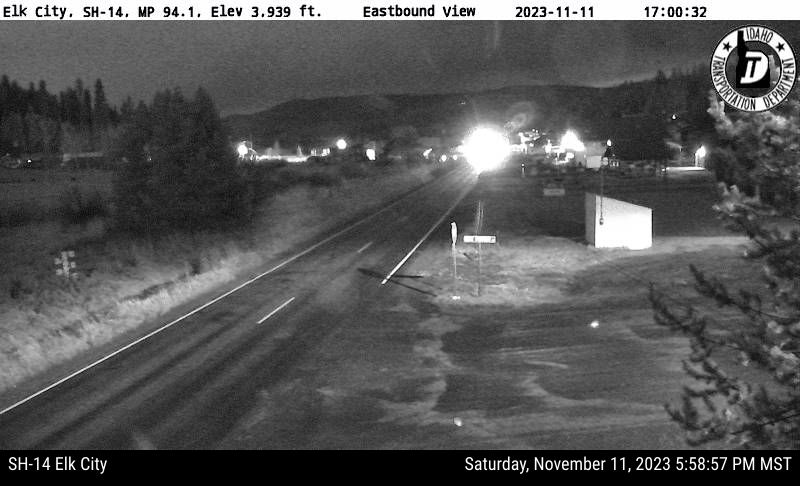 Elk City, SH-14, MP 94.1, Elev 3,939 ft. Eastbound View 2023-11-11 17:00:32
IDAHO
TRANSPORTATION DEPARTMENT
SH-14 Elk City Saturday, November 11, 2023 5:58:57 PM MST